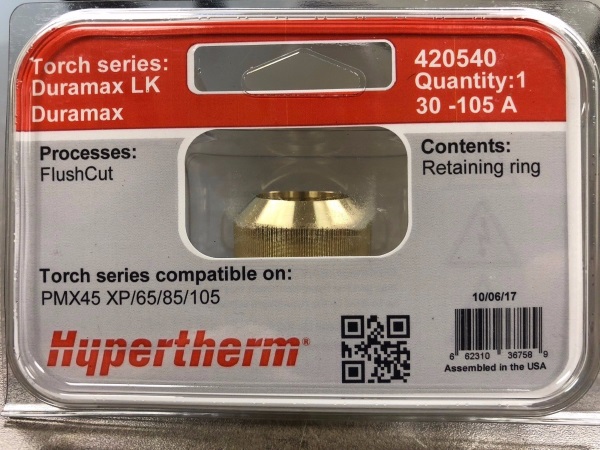 Torch series:
Duramax LK
Duramax
420540
Quantity:1
30 -105 A
Processes:
FlushCut
Contents:
Retaining ring
Torch series compatible on:
PMX45 XP/65/85/105
Hypertherm®
10/06/17
6 62310 36758 9
Assembled in the USA